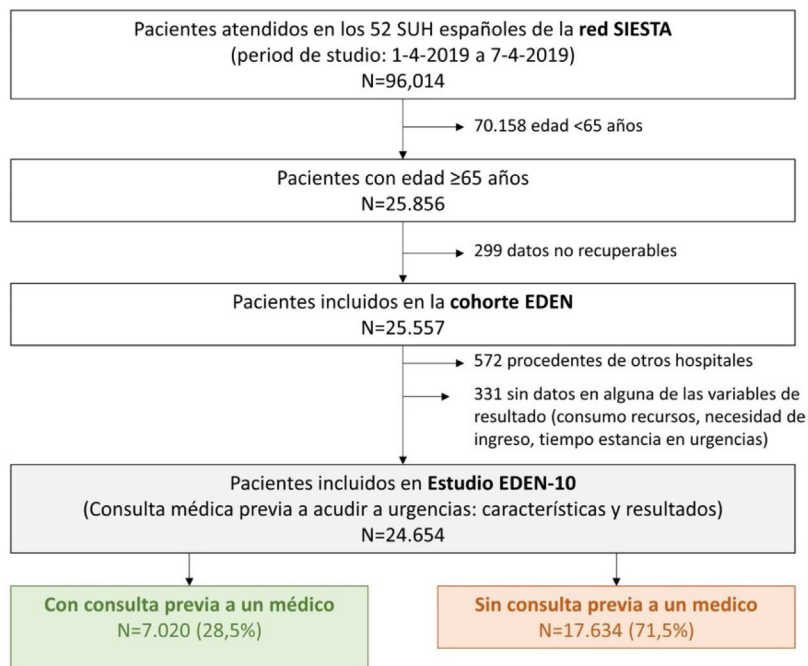 Pacientes atendidos en los 52 SUH españoles de la red SIESTA
(period de studio: 1-4-2019 a 7-4-2019)
N=96,014
70.158 edad <65 años
Pacientes con edad ≥65 años
N=25.856
299 datos no recuperables
Pacientes incluidos en la cohorte EDEN
N=25.557
572 procedentes de otros hospitales
331 sin datos en alguna de las variables de
resultado (consumo recursos, necesidad de
ingreso, tiempo estancia en urgencias)
Pacientes incluidos en Estudio EDEN-10
(Consulta médica previa a acudir a urgencias: características y resultados)
N=24.654
Con consulta previa a un médico
N=7.020 (28,5%)
Sin consulta previa a un medico
N=17.634 (71,5%)